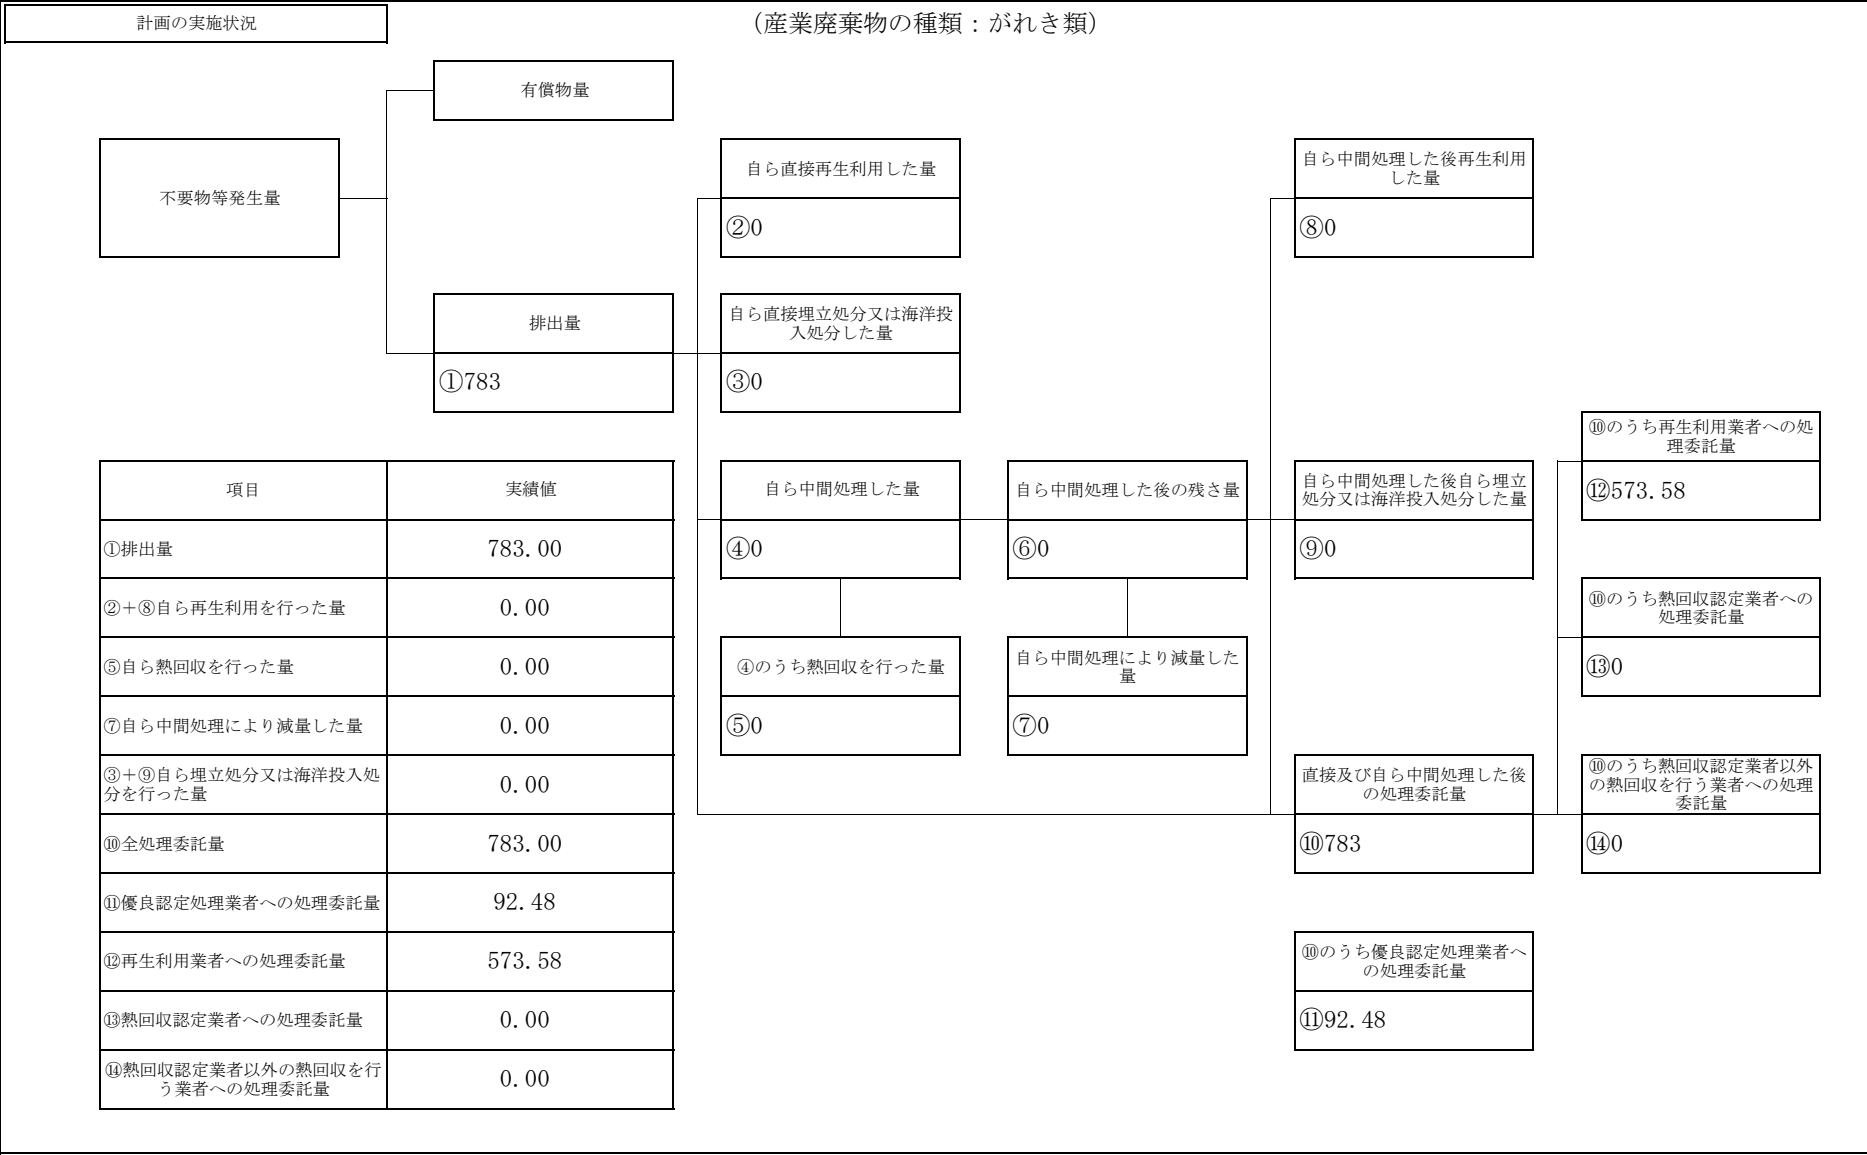 計画の実施状況
（産業廃棄物の種類：がれき類）
有償物量
不要物等発生量
自ら直接再生利用した量
②0
自ら中間処理した後再生利用
した量
⑧0
排出量
①783
自ら直接埋立処分又は海洋投
入処分した量
③0
⑩のうち再生利用業者への処
理委託量
⑫573.58
自ら中間処理した量
④0
自ら中間処理した後の残さ量
⑥0
自ら中間処理した後自ら埋立
処分又は海洋投入処分した量
⑨0
⑩のうち熱回収認定業者への
処理委託量
⑬0
④のうち熱回収を行った量
⑤0
自ら中間処理により減量した
量
⑦0
直接及び自ら中間処理した後
の処理委託量
⑩783
⑩のうち熱回収認定業者以外
の熱回収を行う業者への処理
委託量
⑭0
⑩のうち優良認定処理業者へ
の処理委託量
⑪92.48
項目 実績値
①排出量 783.00
②＋⑧自ら再生利用を行った量 0.00
⑤自ら熱回収を行った量 0.00
⑦自ら中間処理により減量した量 0.00
③＋⑨自ら埋立処分又は海洋投入処
分を行った量 0.00
⑩全処理委託量 783.00
⑪優良認定処理業者への処理委託量 92.48
⑫再生利用業者への処理委託量 573.58
⑬熱回収認定業者への処理委託量 0.00
⑭熱回収認定業者以外の熱回収を行
う業者への処理委託量 0.00